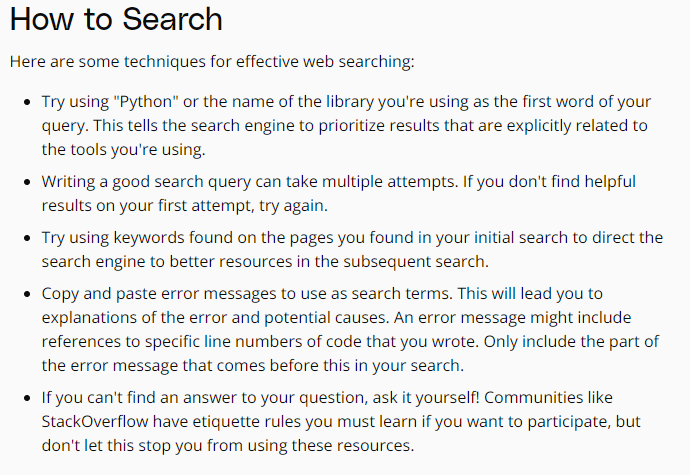 How to Search
Here are some techniques for effective web searching:
• Try using "Python" or the name of the library you're using as the first word of your
query. This tells the search engine to prioritize results that are explicitly related to
the tools you're using.
• Writing a good search query can take multiple attempts. If you don't find helpful
results on your first attempt, try again.
• Try using keywords found on the pages you found in your initial search to direct the
search engine to better resources in the subsequent search.
• Copy and paste error messages to use as search terms. This will lead you to
explanations of the error and potential causes. An error message might include
references to specific line numbers of code that you wrote. Only include the part of
the error message that comes before this in your search.
• If you can't find an answer to your question, ask it yourself! Communities like
StackOverflow have etiquette rules you must learn if you want to participate, but
don't let this stop you from using these resources.